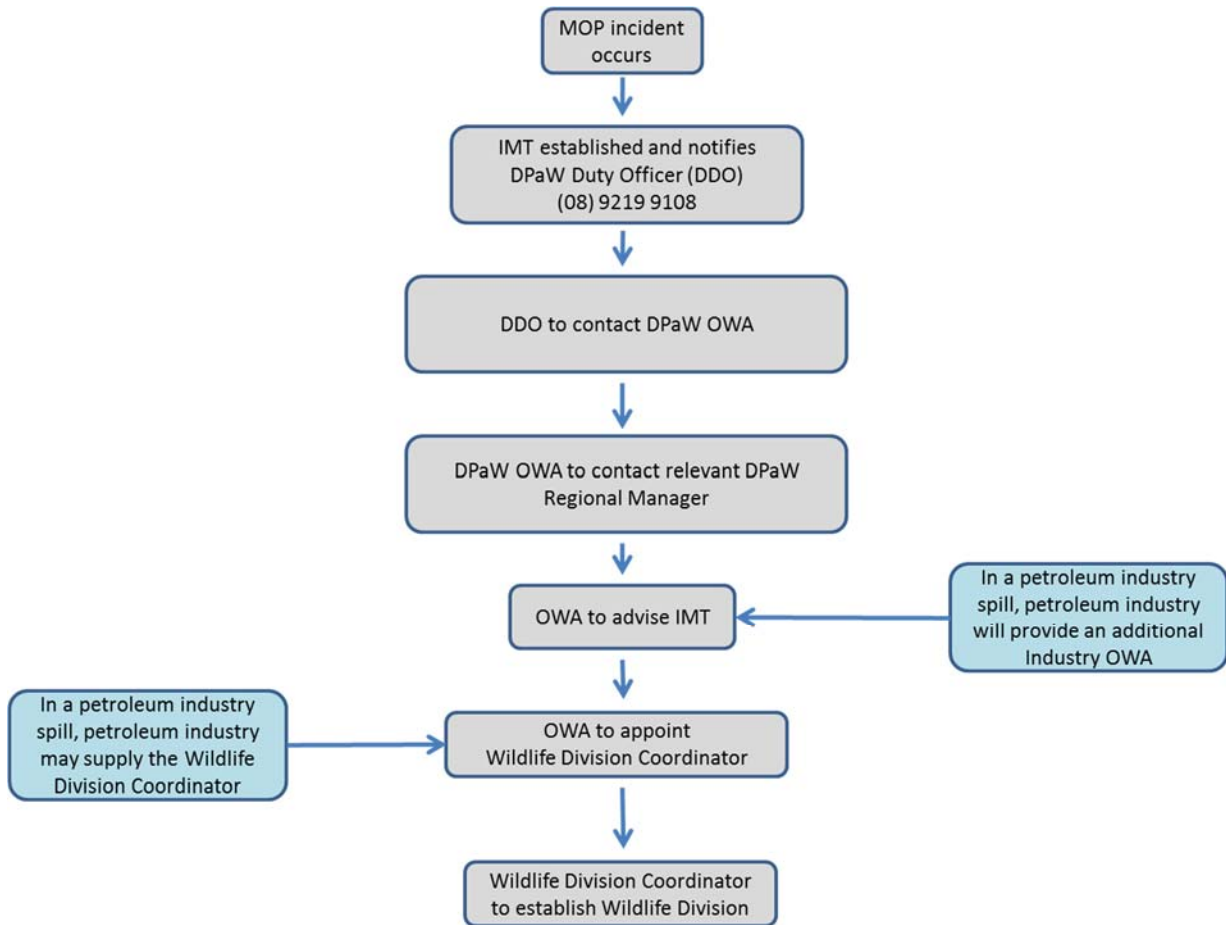 MOP incident
occurs
IMT established and notifies
DPaW Duty Officer (DDO)
(08) 9219 9108
DDO to contact DPaW OWA
DPaW OWA to contact relevant DPaW
Regional Manager
OWA to advise IMT
In a petroleum industry
spill, petroleum industry
will provide an additional
Industry OWA
In a petroleum industry
spill, petroleum industry
may supply the Wildlife
Division Coordinator
OWA to appoint
Wildlife Division Coordinator
Wildlife Division Coordinator
to establish Wildlife Division